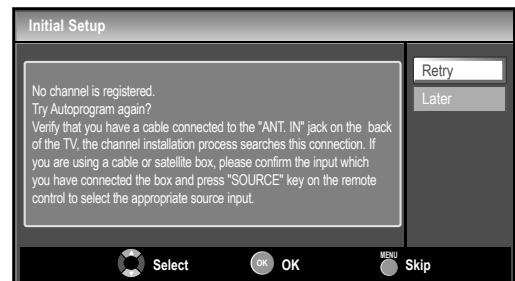 Initial Setup
No channel is registered.
Try Autoprogram again?
Verify that you have a cable connected to the "ANT. IN" jack on the back
of the TV, the channel installation process searches this connection. If
you are using a cable or satellite box, please confirm the input which
you have connected the box and press "SOURCE" key on the remote
control to select the appropriate source input.
Retry
Later
Select
OK OK
MENU Skip